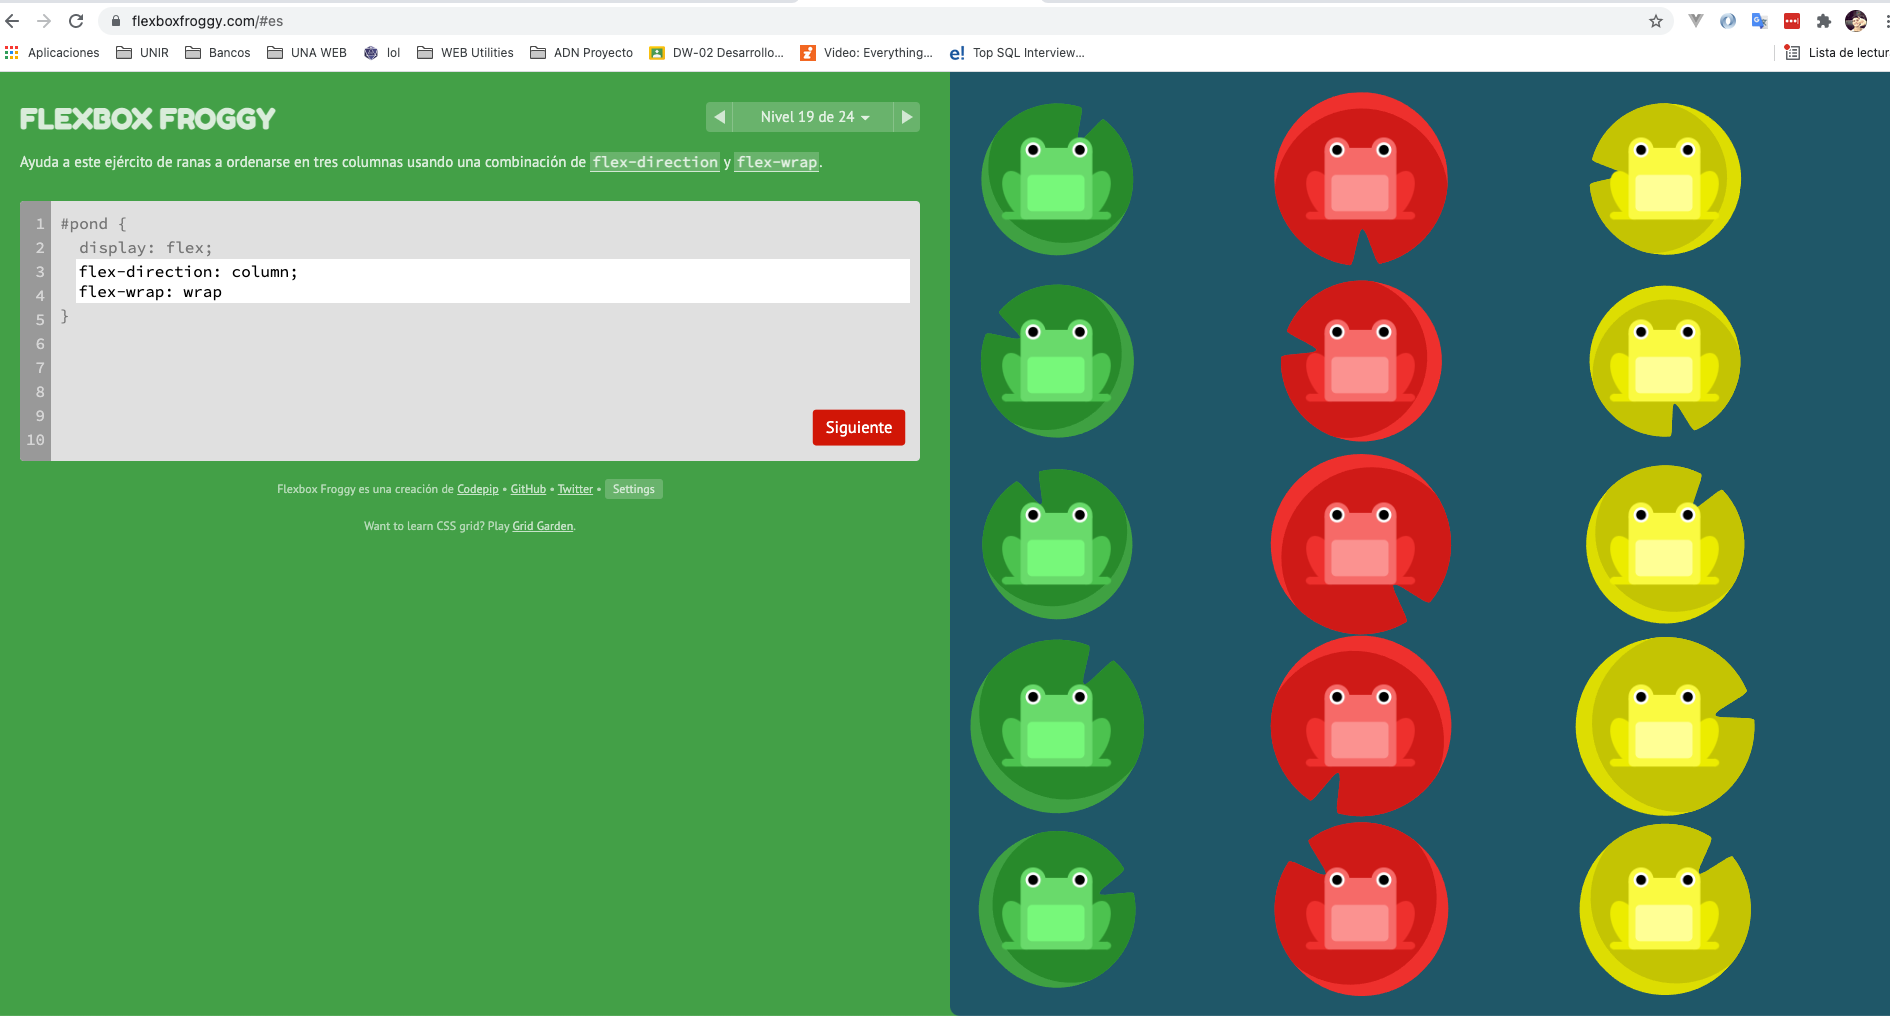 flexboxfroggy.com/#es
Aplicaciones UNIR Bancos UNA WEB lol WEB Utilities ADN Proyecto DW-02 Desarrollo... Video: Everything... e! Top SQL Interview... Lista de lectur
FLEXBOX FROGGY
Nivel 19 de 24
Ayuda a este ejército de ranas a ordenarse en tres columnas usando una combinación de flex-direction y flex-wrap.
1 #pond {
2 display: flex;
3 flex-direction: column;
4 flex-wrap: wrap
5 }
6
7
8
9
10
Siguiente
Flexbox Froggy es una creación de Codepip • GitHub • Twitter • Settings
Want to learn CSS grid? Play Grid Garden.